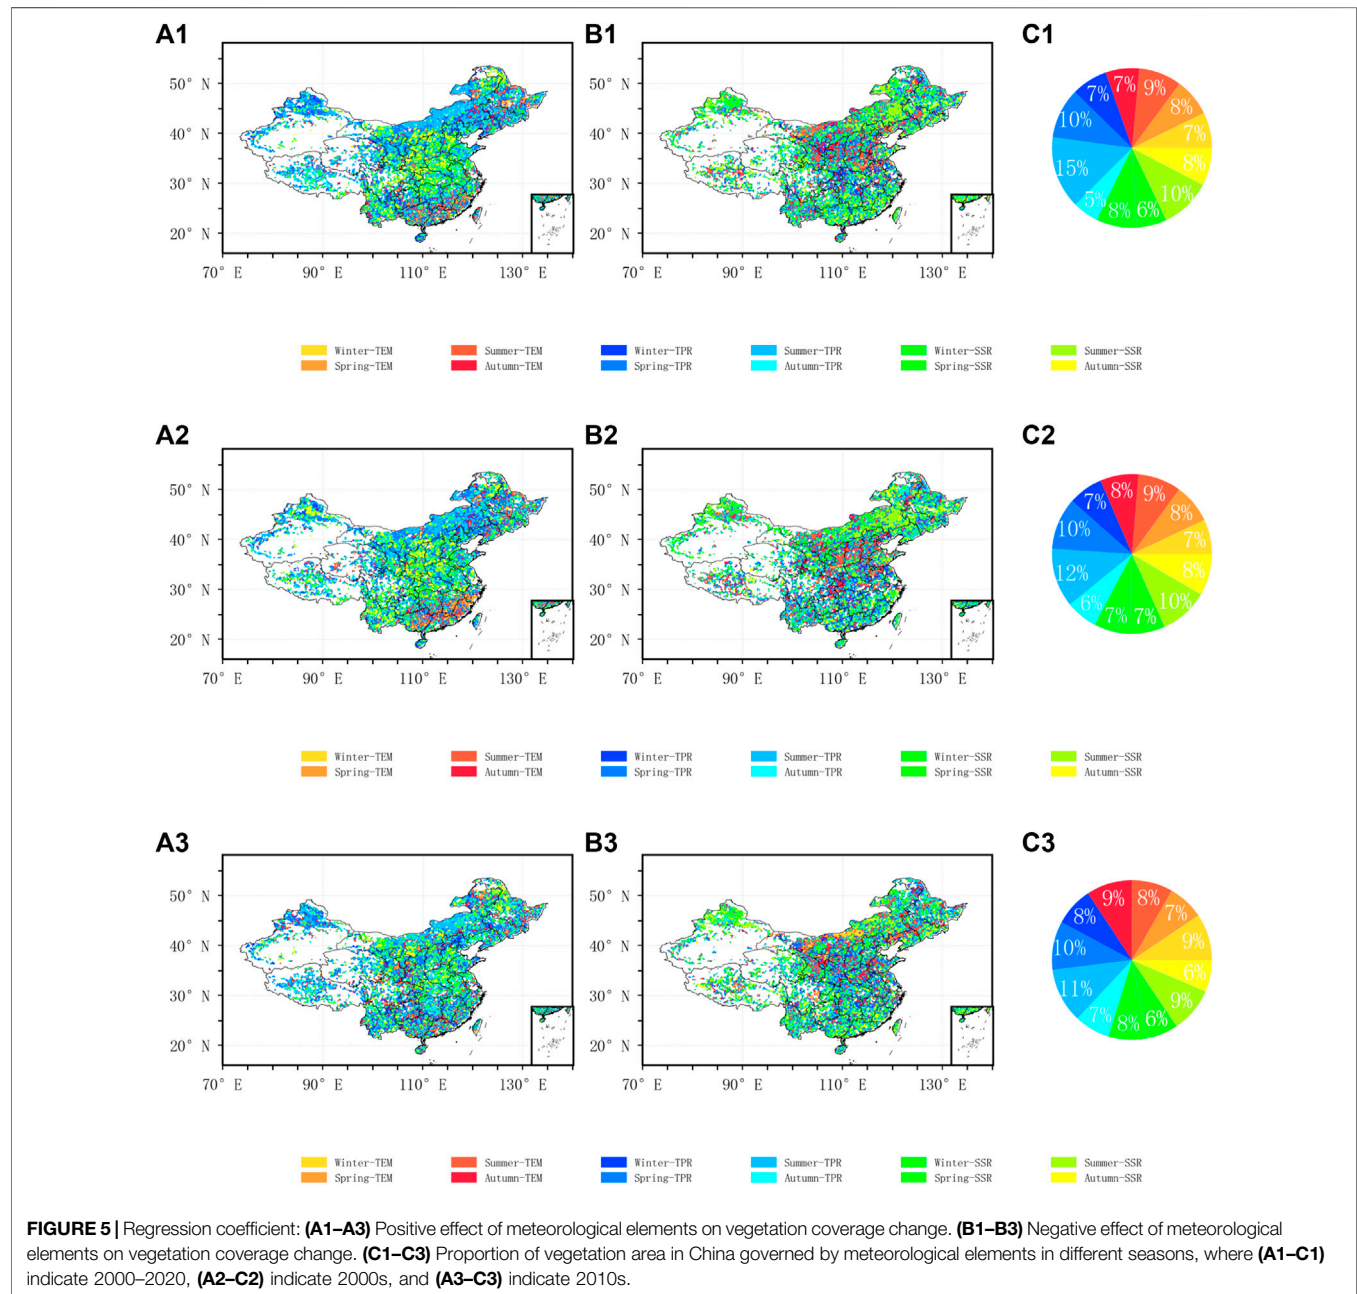 A1 B1 C1
50° N 50° N
40° N 40° N
30° N 30° N
20° N 20° N
70° E 90° E 110° E 130° E 70° E 90° E 110° E 130° E
7% 9% 8% 7% 8% 10% 6% 8% 5% 15% 10% 7%
Winter-TEM Summer-TEM Winter-TPR Summer-TPR Winter-SSR Summer-SSR
Spring-TEM Autumn-TEM Spring-TPR Autumn-TPR Spring-SSR Autumn-SSR
A2 B2 C2
50° N 50° N
40° N 40° N
30° N 30° N
20° N 20° N
70° E 90° E 110° E 130° E 70° E 90° E 110° E 130° E
8% 9% 8% 7% 8% 10% 7% 7% 6% 12% 10% 7%
Winter-TEM Summer-TEM Winter-TPR Summer-TPR Winter-SSR Summer-SSR
Spring-TEM Autumn-TEM Spring-TPR Autumn-TPR Spring-SSR Autumn-SSR
A3 B3 C3
50° N 50° N
40° N 40° N
30° N 30° N
20° N 20° N
70° E 90° E 110° E 130° E 70° E 90° E 110° E 130° E
9% 8% 7% 9% 6% 9% 6% 8% 7% 11% 10% 8%
Winter-TEM Summer-TEM Winter-TPR Summer-TPR Winter-SSR Summer-SSR
Spring-TEM Autumn-TEM Spring-TPR Autumn-TPR Spring-SSR Autumn-SSR
FIGURE 5 | Regression coefficient: (A1–A3) Positive effect of meteorological elements on vegetation coverage change. (B1–B3) Negative effect of meteorological
elements on vegetation coverage change. (C1–C3) Proportion of vegetation area in China governed by meteorological elements in different seasons, where (A1–C1)
indicate 2000–2020, (A2–C2) indicate 2000s, and (A3–C3) indicate 2010s.